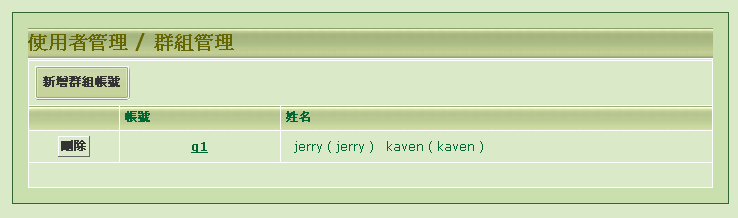 使用者管理 / 群組管理
新增群組帳號
帳號 姓名
刪除 g1 jerry ( jerry ) kaven ( kaven )